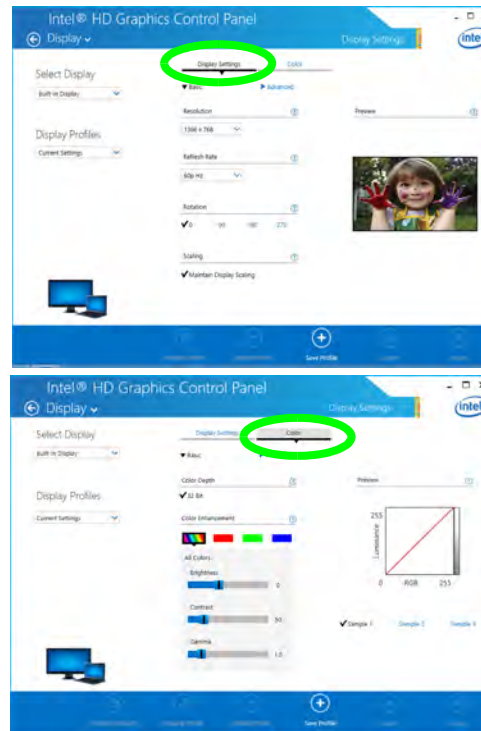 Intel® HD Graphics Control Panel
Display
Display Settings
intel
Select Display
Built-in Display
Display Profiles
Current Settings
Display Settings
Color
Basic
Advanced
Resolution
Preview
1366 x 768
Refresh Rate
60p Hz
Rotation
0
90
180
270
Scaling
Maintain Display Scaling
Save Profile
Intel® HD Graphics Control Panel
Display
Display Settings
intel
Select Display
Built-in Display
Display Profiles
Current Settings
Display Settings
Color
Basic
Color Depth
Preview
32 Bit
Color Enhancement
All Colors
Brightness
0
Contrast
50
Gamma
1.0
255
Luminance
0
-RGB
255
Sample 1
Sample 2
Save Profile